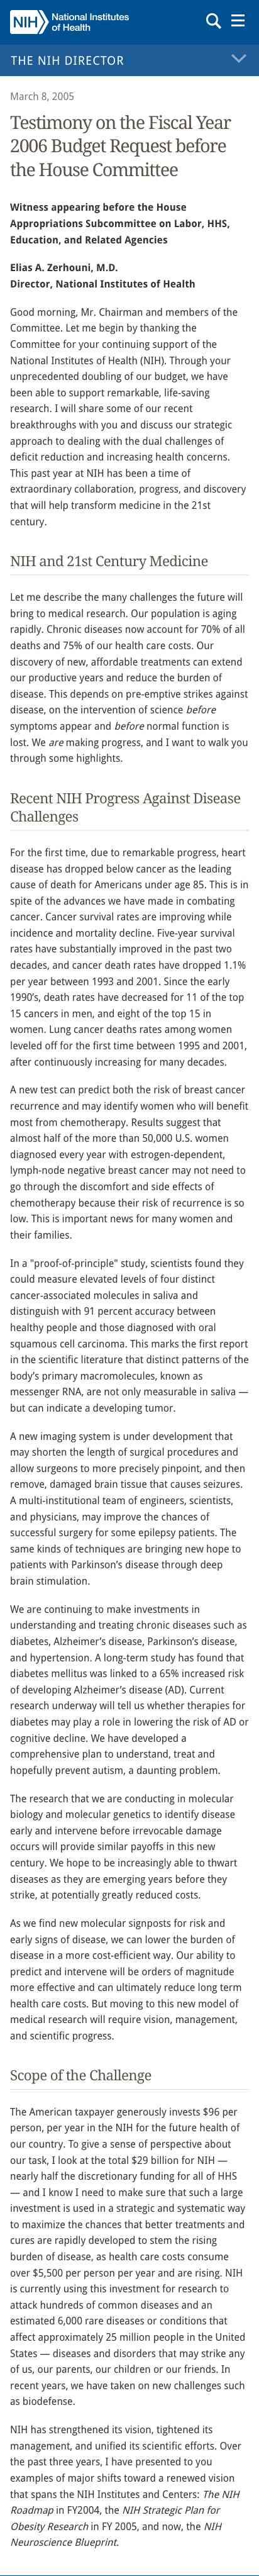 NIH National Institutes
of Health
THE NIH DIRECTOR
March 8, 2005
Testimony on the Fiscal Year
2006 Budget Request before
the House Committee
Witness appearing before the House
Appropriations Subcommittee on Labor, HHS,
Education, and Related Agencies
Elias A. Zerhouni, M.D.
Director, National Institutes of Health
Good morning, Mr. Chairman and members of the
Committee. Let me begin by thanking the
Committee for your continuing support of the
National Institutes of Health (NIH). Through your
unprecedented doubling of our budget, we have
been able to support remarkable, life-saving
research. I will share some of our recent
breakthroughs with you and discuss our strategic
approach to dealing with the dual challenges of
deficit reduction and increasing health concerns.
This past year at NIH has been a time of
extraordinary collaboration, progress, and discovery
that will help transform medicine in the 21st
century.
NIH and 21st Century Medicine
Let me describe the many challenges the future will
bring to medical research. Our population is aging
rapidly. Chronic diseases now account for 70% of all
deaths and 75% of our health care costs. Our
discovery of new, affordable treatments can extend
our productive years and reduce the burden of
disease. This depends on pre-emptive strikes against
disease, on the intervention of science before
symptoms appear and before normal function is
lost. We are making progress, and I want to walk you
through some highlights.
Recent NIH Progress Against Disease
Challenges
For the first time, due to remarkable progress, heart
disease has dropped below cancer as the leading
cause of death for Americans under age 85. This is in
spite of the advances we have made in combating
cancer. Cancer survival rates are improving while
incidence and mortality decline. Five-year survival
rates have substantially improved in the past two
decades, and cancer death rates have dropped 1.1%
per year between 1993 and 2001. Since the early
1990's, death rates have decreased for 11 of the top
15 cancers in men, and eight of the top 15 in
women. Lung cancer deaths rates among women
leveled off for the first time between 1995 and 2001,
after continuously increasing for many decades.
A new test can predict both the risk of breast cancer
recurrence and may identify women who will benefit
most from chemotherapy. Results suggest that
almost half of the more than 50,000 U.S. women
diagnosed every year with estrogen-dependent,
lymph-node negative breast cancer may not need to
go through the discomfort and side effects of
chemotherapy because their risk of recurrence is so
low. This is important news for many women and
their families.
In a "proof-of-principle" study, scientists found they
could measure elevated levels of four distinct
cancer-associated molecules in saliva and
distinguish with 91 percent accuracy between
healthy people and those diagnosed with oral
squamous cell carcinoma. This marks the first report
in the scientific literature that distinct patterns of the
body's primary macromolecules, known as
messenger RNA, are not only measurable in saliva —
but can indicate a developing tumor.
A new imaging system is under development that
may shorten the length of surgical procedures and
allow surgeons to more precisely pinpoint, and then
remove, damaged brain tissue that causes seizures.
A multi-institutional team of engineers, scientists,
and physicians, may improve the chances of
successful surgery for some epilepsy patients. The
same kinds of techniques are bringing new hope to
patients with Parkinson's disease through deep
brain stimulation.
We are continuing to make investments in
understanding and treating chronic diseases such as
diabetes, Alzheimer's disease, Parkinson's disease,
and hypertension. A long-term study has found that
diabetes mellitus was linked to a 65% increased risk
of developing Alzheimer's disease (AD). Current
research underway will tell us whether therapies for
diabetes may play a role in lowering the risk of AD or
cognitive decline. We have developed a
comprehensive plan to understand, treat and
hopefully prevent autism, a daunting problem.
The research that we are conducting in molecular
biology and molecular genetics to identify disease
early and intervene before irrevocable damage
occurs will provide similar payoffs in this new
century. We hope to be increasingly able to thwart
diseases as they are emerging years before they
strike, at potentially greatly reduced costs.
As we find new molecular signposts for risk and
early signs of disease, we can lower the burden of
disease in a more cost-efficient way. Our ability to
predict and intervene will be orders of magnitude
more effective and can ultimately reduce long term
health care costs. But moving to this new model of
medical research will require vision, management,
and scientific progress.
Scope of the Challenge
The American taxpayer generously invests $96 per
person, per year in the NIH for the future health of
our country. To give a sense of perspective about
our task, I look at the total $29 billion for NIH —
nearly half the discretionary funding for all of HHS
— and I know I need to make sure that such a large
investment is used in a strategic and systematic way
to maximize the chances that better treatments and
cures are rapidly developed to stem the rising
burden of disease, as health care costs consume
over $5,500 per person per year and are rising. NIH
is currently using this investment for research to
attack hundreds of common diseases and an
estimated 6,000 rare diseases or conditions that
affect approximately 25 million people in the United
States — diseases and disorders that may strike any
of us, our parents, our children or our friends. In
recent years, we have taken on new challenges such
as biodefense.
NIH has strengthened its vision, tightened its
management, and unified its scientific efforts. Over
the past three years, I have presented to you
examples of major shifts toward a renewed vision
that spans the NIH Institutes and Centers: The NIH
Roadmap in FY2004, the NIH Strategic Plan for
Obesity Research in FY 2005, and now, the NIH
Neuroscience Blueprint.